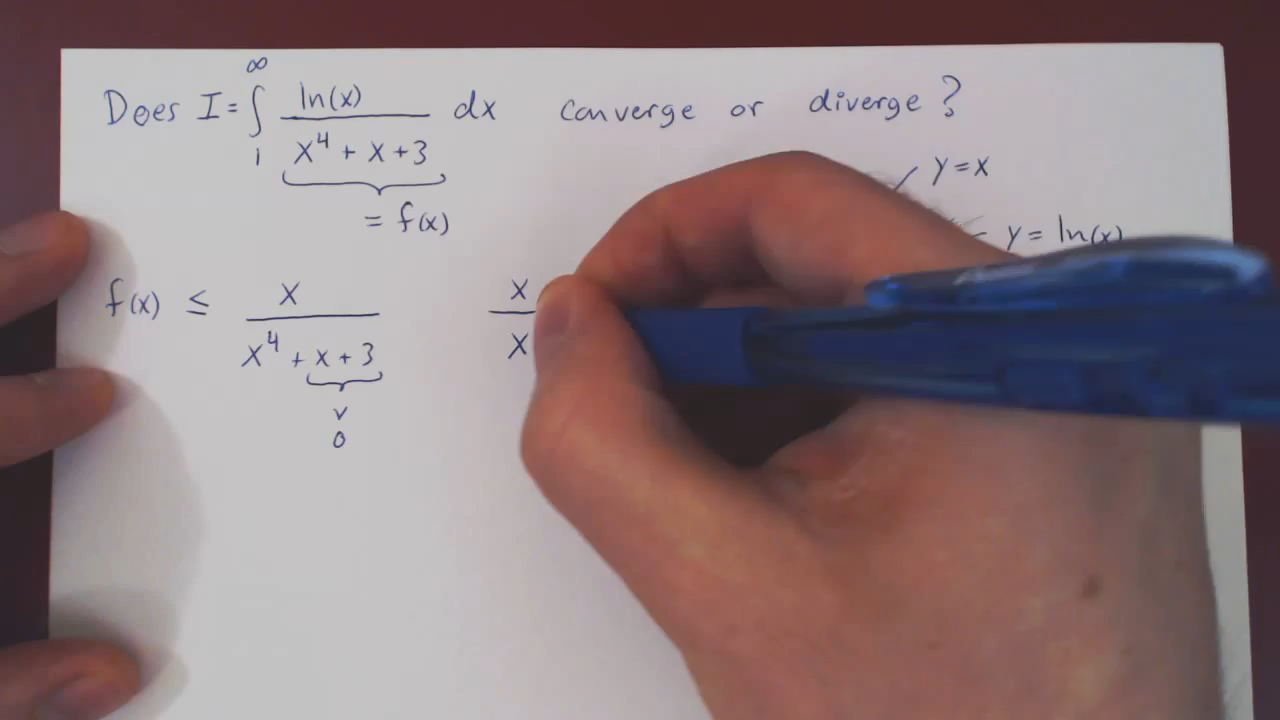 Does I = ∫₁^∞ ln(x) / (x⁴ + x + 3) dx converge or diverge?
= f(x)
y = x
y = ln(x)
f(x) ≤ x / (x⁴ + x + 3) x / x
v
0